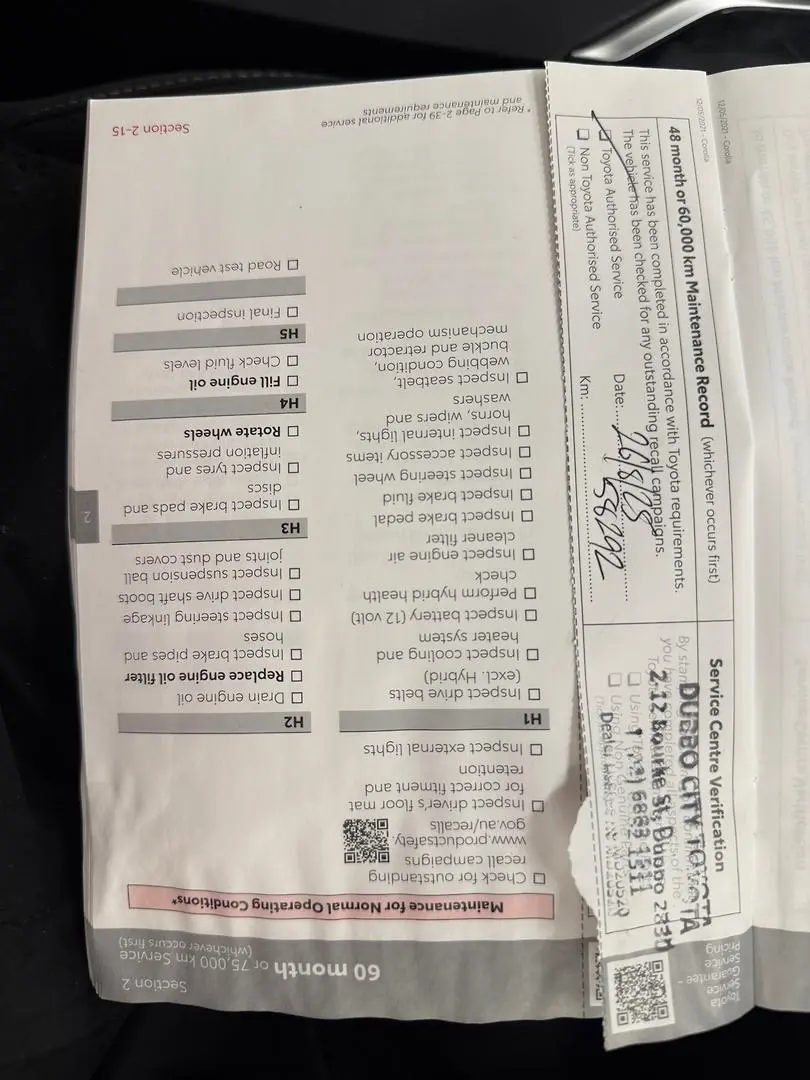 Section 2
60 month or 75,000 km Service
(whichever occurs first)
Maintenance for Normal Operating Conditions*
☐ Check for outstanding
recall campaigns
www.productsafety.
gov.au/recalls
☐ Inspect driver's floor mat
for correct fitment and
retention
☐ Inspect external lights
H1
☐ Inspect drive belts
(excl. Hybrid)
☐ Inspect cooling and
heater system
☐ Inspect battery (12 volt)
☐ Perform hybrid health
check
☐ Inspect engine air
cleaner filter
☐ Inspect brake pedal
☐ Inspect brake fluid
☐ Inspect steering wheel
☐ Inspect accessory items
☐ Inspect internal lights,
horns, wipers and
washers
☐ Inspect seatbelt,
webbing condition,
buckle and retractor
mechanism operation
H2
☐ Drain engine oil
☐ Replace engine oil filter
☐ Inspect brake pipes and
hoses
☐ Inspect steering linkage
☐ Inspect drive shaft boots
☐ Inspect suspension ball
joints and dust covers
H3
☐ Inspect brake pads and
discs
☐ Inspect tyres and
inflation pressures
☐ Rotate wheels
H4
☐ Fill engine oil
☐ Check fluid levels
H5
☐ Final inspection
☐ Road test vehicle
* Refer to Page 2-39 for additional service
and maintenance requirements
Section 2-15
2
12/05/2021 - Corolla
12/05/2021 - Corolla
48 month or 60,000 km Maintenance Record (whichever occurs first)
This service has been completed in accordance with Toyota requirements.
The vehicle has been checked for any outstanding recall campaigns.
☐ Toyota Authorised Service Date:
☐ Non Toyota Authorised Service Km: 58292
(Tick as appropriate)
Service Centre Verification
DUBBO CITY TOYOTA
2-12 Bourke St, Dubbo 2830
Toyota
Service
Guarantee -
Service
Pricing